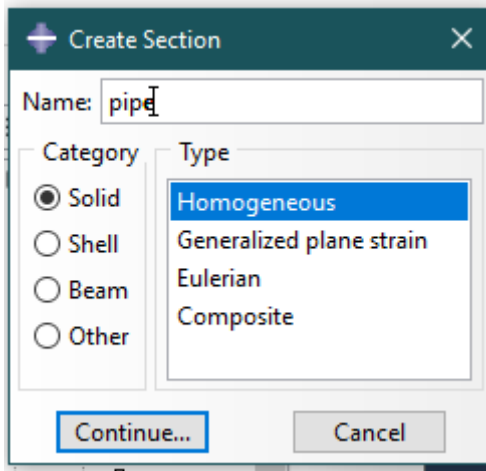 Create Section
Name: pipe
Category
Type
Solid
Shell
Beam
Other
Homogeneous
Generalized plane strain
Eulerian
Composite
Continue...
Cancel